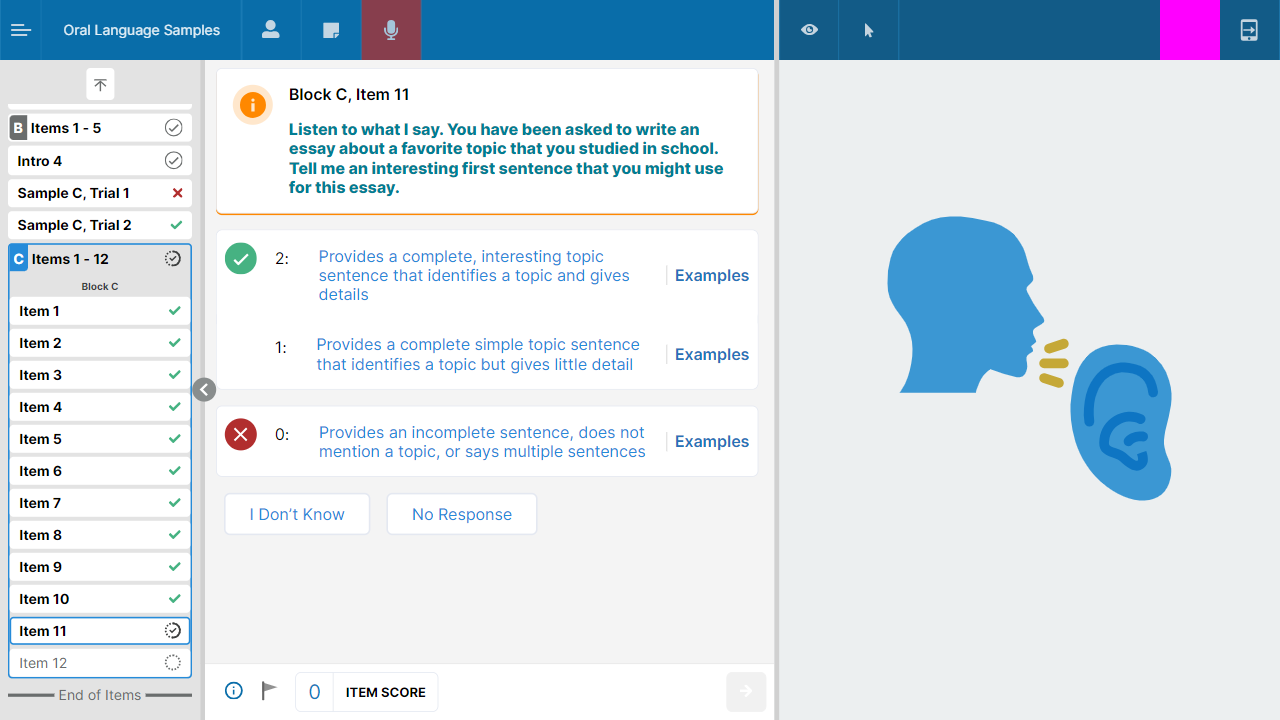 Oral Language Samples
B Items 1 - 5
Intro 4
Sample C, Trial 1
Sample C, Trial 2
C Items 1 - 12
Block C
Item 1
Item 2
Item 3
Item 4
Item 5
Item 6
Item 7
Item 8
Item 9
Item 10
Item 11
Item 12
End of Items
Block C, Item 11
Listen to what I say. You have been asked to write an
essay about a favorite topic that you studied in school.
Tell me an interesting first sentence that you might use
for this essay.
2: Provides a complete, interesting topic
sentence that identifies a topic and gives
details
Examples
1: Provides a complete simple topic sentence
that identifies a topic but gives little detail
Examples
0: Provides an incomplete sentence, does not
mention a topic, or says multiple sentences
Examples
I Don’t Know
No Response
0 ITEM SCORE